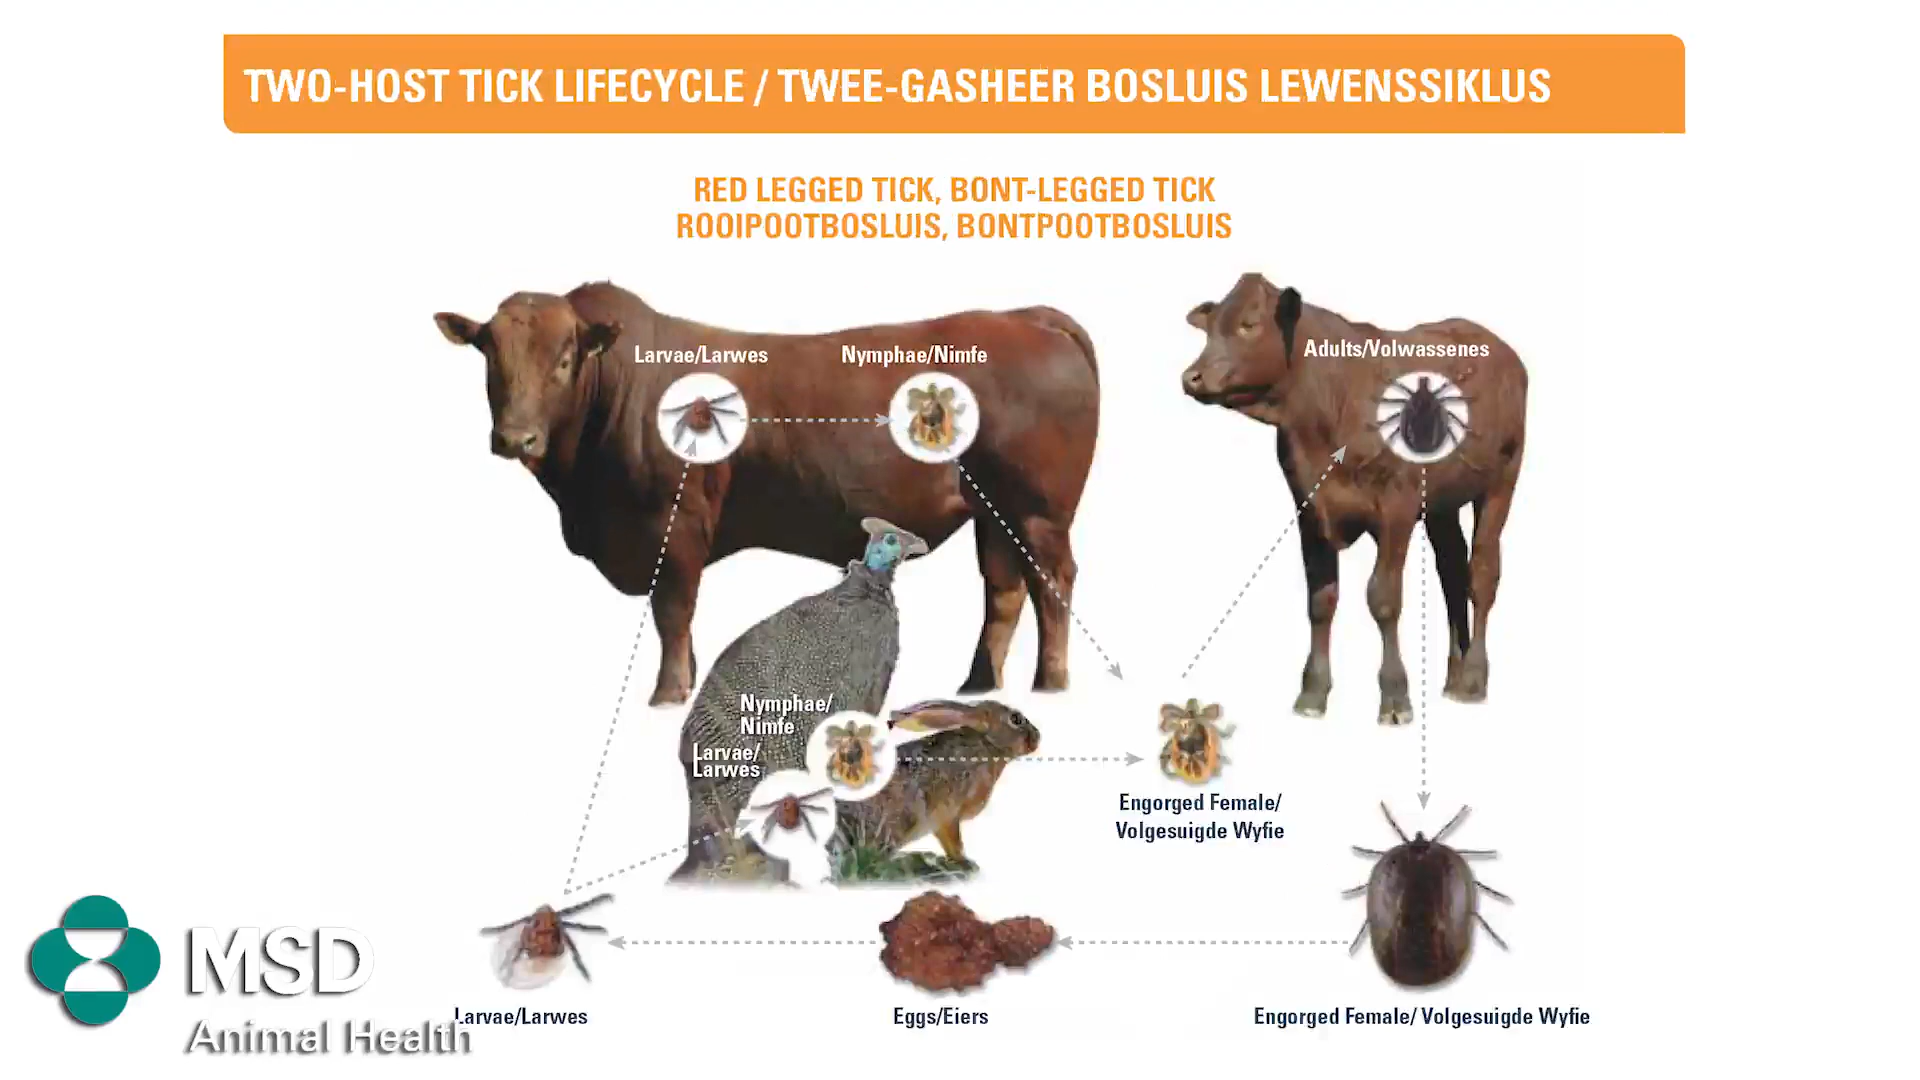 TWO-HOST TICK LIFECYCLE / TWEE-GASHEER BOSLUIS LEWENSSIKLUS
RED LEGGED TICK, BONT-LEGGED TICK
ROOIPOOTBOSLUIS, BONTPOOTBOSLUIS
Larvae/Larwes
Nymphae/Nimfe
Adults/Volwassenes
Nymphae/
Nimfe
Larvae/
Larwes
Engorged Female/
Volgesuigde Wyfie
Larvae/Larwes
Eggs/Eiers
Engorged Female/ Volgesuigde Wyfie
MSD
Animal Health